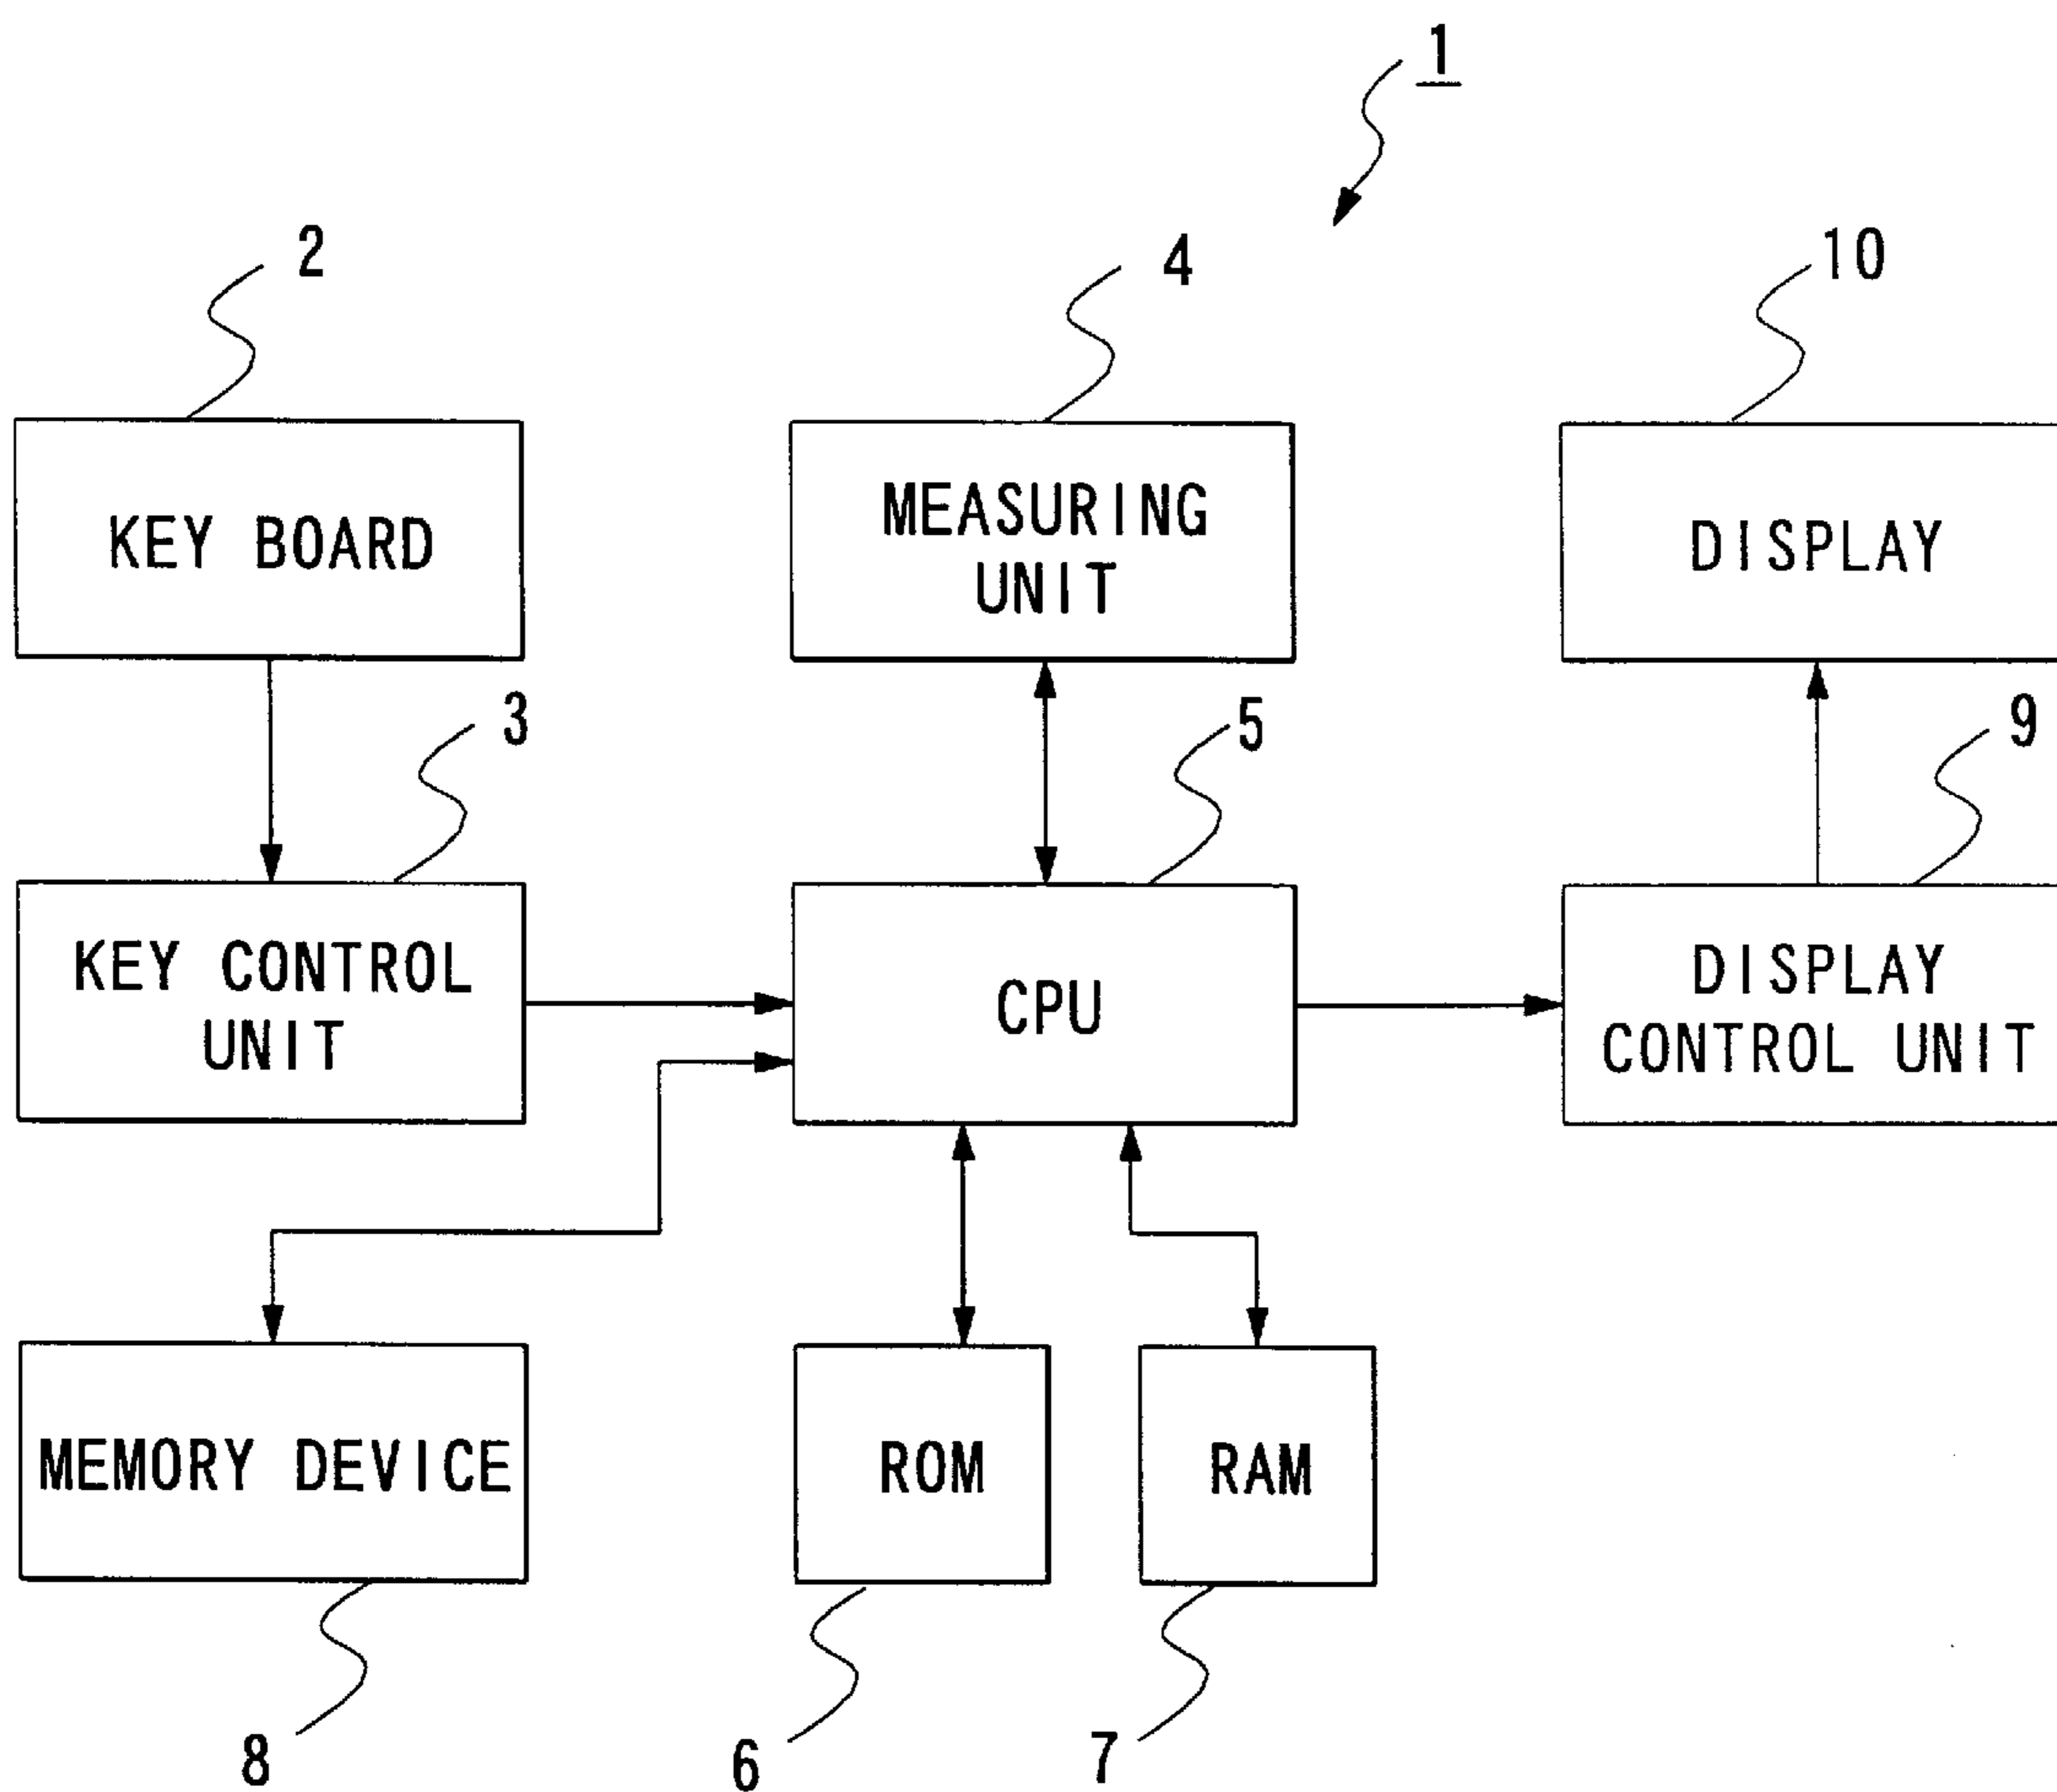 1
2
4
10
KEY BOARD
MEASURING
UNIT
DISPLAY
3
5
9
KEY CONTROL
UNIT
CPU
DISPLAY
CONTROL UNIT
MEMORY DEVICE
ROM
RAM
8
6
7